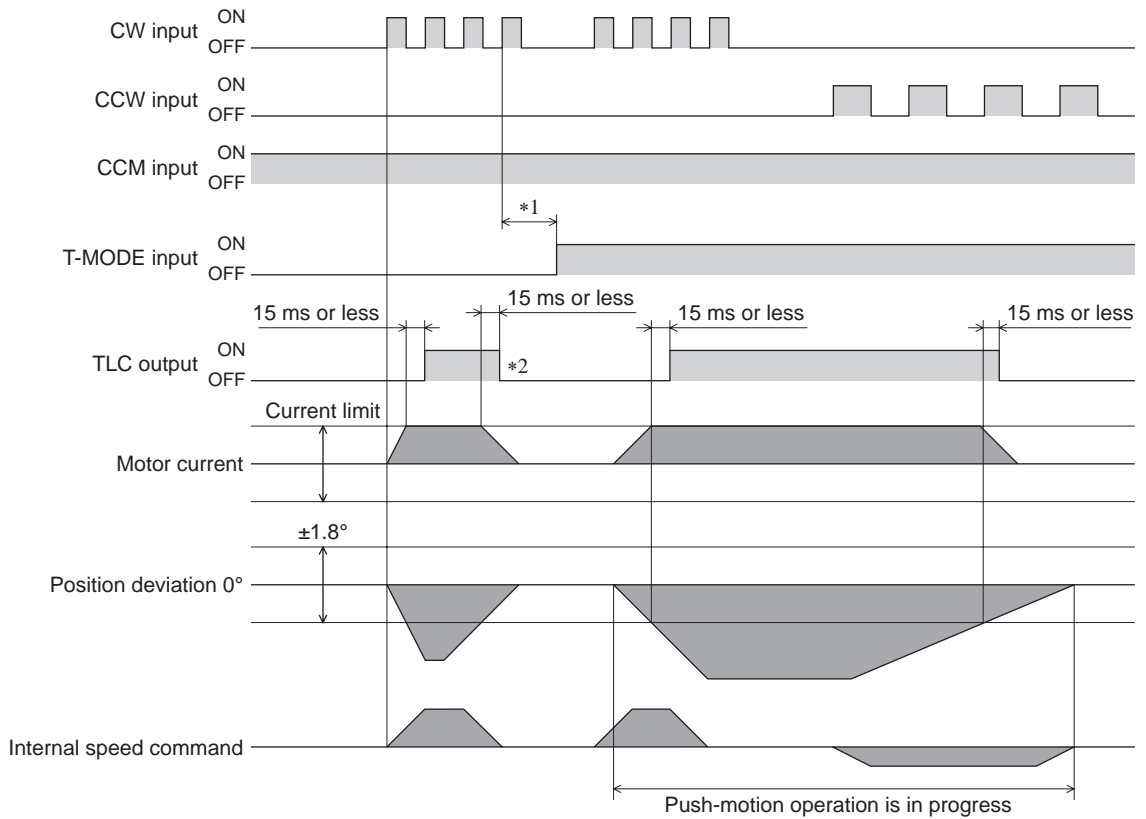 CW input ON
OFF
CCW input ON
OFF
CCM input ON
OFF
*1
T-MODE input ON
OFF
15 ms or less 15 ms or less 15 ms or less 15 ms or less
TLC output ON
OFF
*2
Current limit
Motor current
±1.8°
Position deviation 0°
Internal speed command
Push-motion operation is in progress